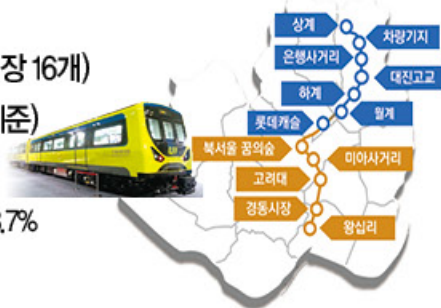 장 16개)
준)
.7%
상계
차량기지
은행사거리
대진고교
하계
월계
롯데캐슬
북서울 꿈의숲
미아사거리
고려대
경동시장
왕십리